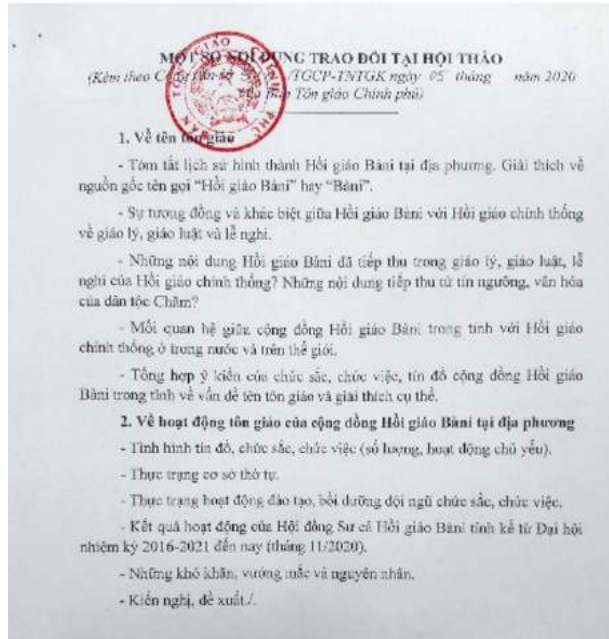 MỘT SỐ NỘI DUNG TRAO ĐỔI TẠI HỘI THẢO
(Kèm theo Công văn số /TGCP-TNTGK ngày 05 tháng năm 2020
của Ban Tôn giáo Chính phủ)
1. Về tên tôn giáo
- Tóm tắt lịch sử hình thành Hồi giáo Bàni tại địa phương. Giải thích về
nguồn gốc tên gọi “Hồi giáo Bàni” hay “Bàni”.
- Sự tương đồng và khác biệt giữa Hồi giáo Bàni với Hồi giáo chính thống
về giáo lý, giáo luật và lễ nghi.
- Những nội dung Hồi giáo Bàni đã tiếp thu trong giáo lý, giáo luật, lễ
nghi của Hồi giáo chính thống? Những nội dung tiếp thu từ tín ngưỡng, văn hóa
của dân tộc Chăm?
- Mối quan hệ giữa cộng đồng Hồi giáo Bàni trong tỉnh với Hồi giáo
chính thống ở trong nước và trên thế giới.
- Tổng hợp ý kiến của chức sắc, chức việc, tín đồ cộng đồng Hồi giáo
Bàni trong tỉnh về vấn đề tên tôn giáo và giải thích cụ thể.
2. Về hoạt động tôn giáo của cộng đồng Hồi giáo Bàni tại địa phương
- Tình hình tín đồ, chức sắc, chức việc (số lượng, hoạt động chủ yếu).
- Thực trạng cơ sở thờ tự.
- Thực trạng hoạt động đào tạo, bồi dưỡng đội ngũ chức sắc, chức việc.
- Kết quả hoạt động của Hội đồng Sư cả Hồi giáo Bàni tỉnh kể từ Đại hội
nhiệm kỳ 2016-2021 đến nay (tháng 11/2020).
- Những khó khăn, vướng mắc và nguyên nhân.
- Kiến nghị, đề xuất./.